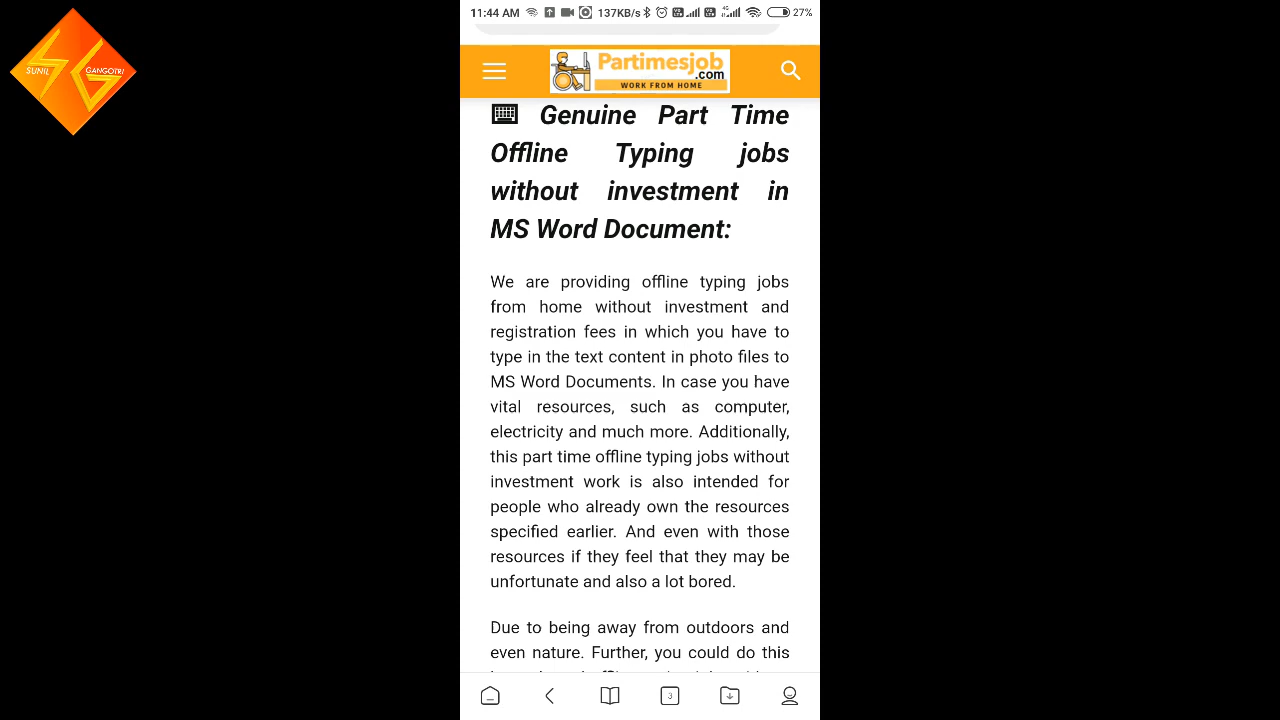 11:44 AM 137KB/s 4G 27%
SUNIL GANGOTRI
SG
Partimesjob
.com
WORK FROM HOME
Genuine Part Time
Offline Typing jobs
without investment in
MS Word Document:
We are providing offline typing jobs
from home without investment and
registration fees in which you have to
type in the text content in photo files to
MS Word Documents. In case you have
vital resources, such as computer,
electricity and much more. Additionally,
this part time offline typing jobs without
investment work is also intended for
people who already own the resources
specified earlier. And even with those
resources if they feel that they may be
unfortunate and also a lot bored.
Due to being away from outdoors and
even nature. Further, you could do this
3